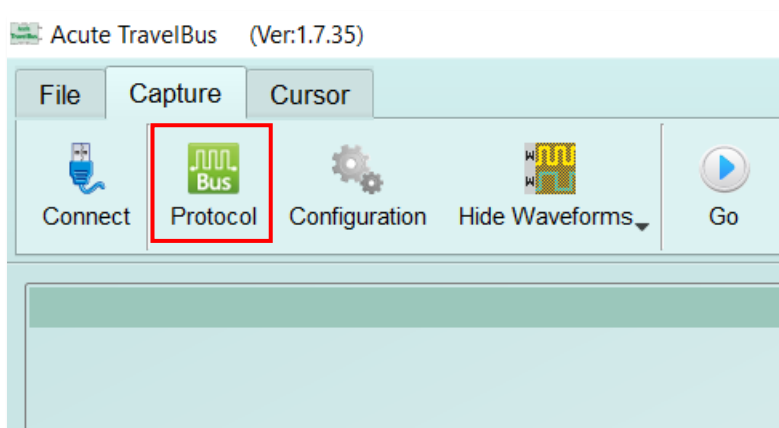 Acute TravelBus (Ver:1.7.35)
File Capture Cursor
Bus
Connect Protocol Configuration Hide Waveforms Go